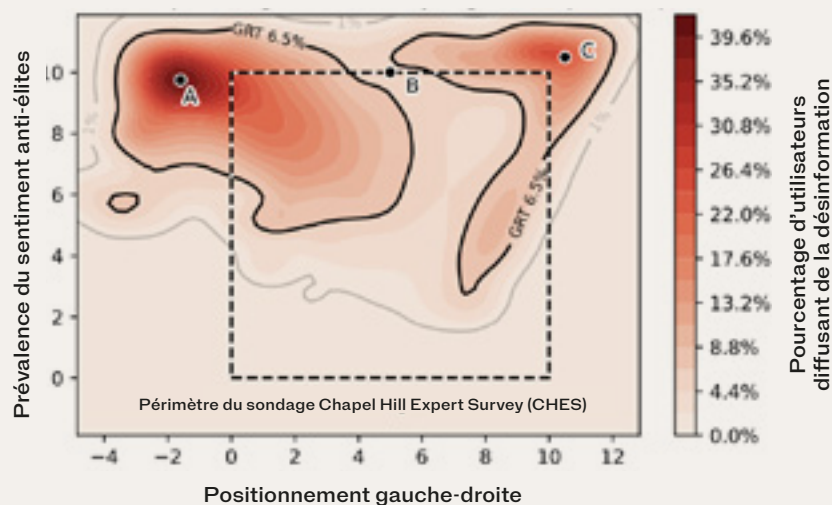 Prévalence du sentiment anti-élites
10
8
6
4
2
0
GRT 6.5%
1%
1%
1%
GRT 6.5%
A
B
C
Périmètre du sondage Chapel Hill Expert Survey (CHES)
−4
−2
0
2
4
6
8
10
12
Positionnement gauche-droite
39.6%
35.2%
30.8%
26.4%
22.0%
17.6%
13.2%
8.8%
4.4%
0.0%
Pourcentage d'utilisateurs
diffusant de la désinformation